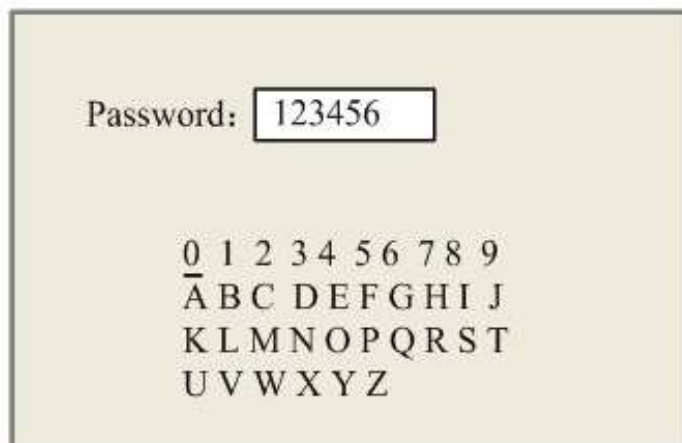 Password: 123456
0 1 2 3 4 5 6 7 8 9
A B C D E F G H I J
K L M N O P Q R S T
U V W X Y Z